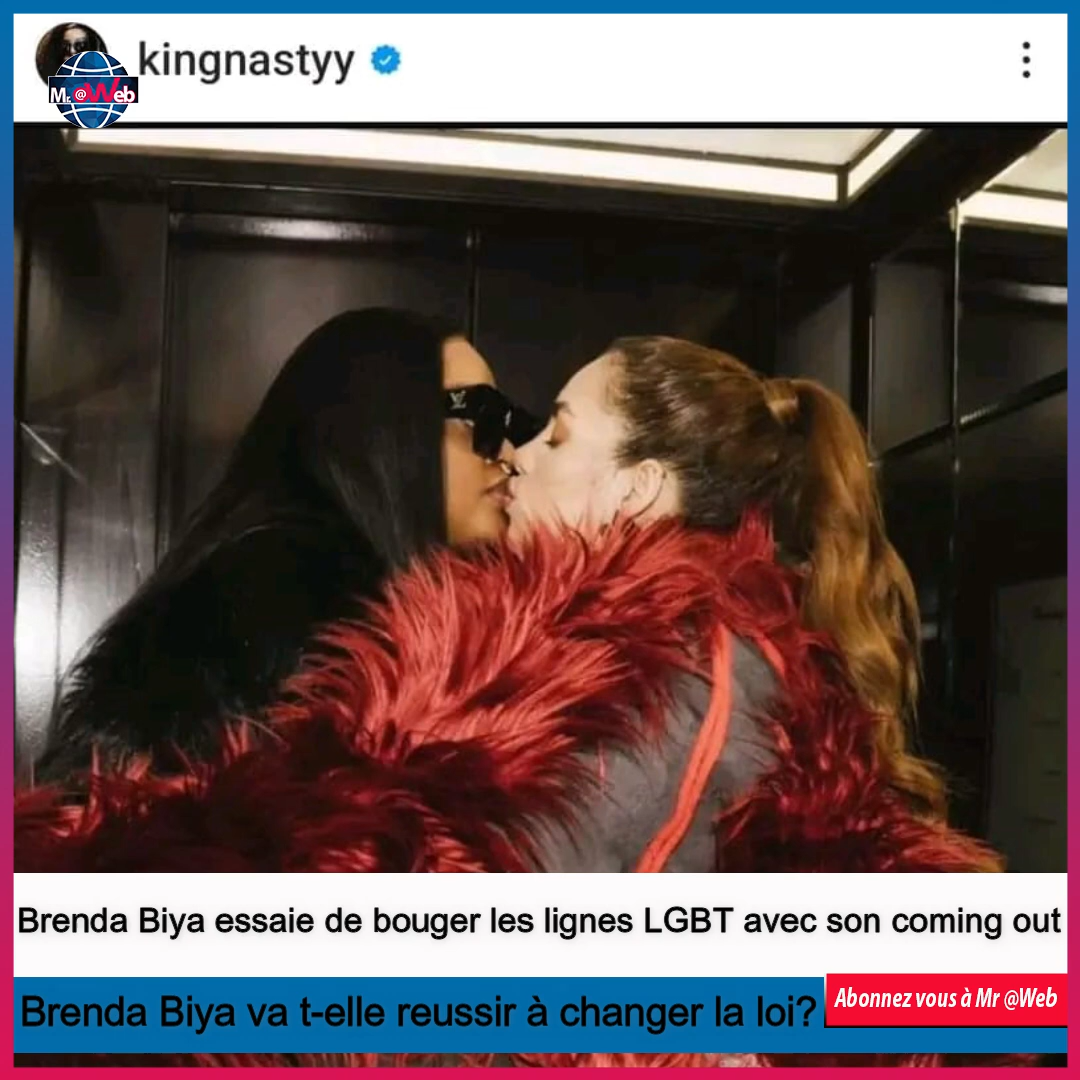 kingnastyy
Mr. @Web
Brenda Biya essaie de bouger les lignes LGBT avec son coming out
Brenda Biya va t-elle reussir à changer la loi?
Abonnez vous à Mr @Web